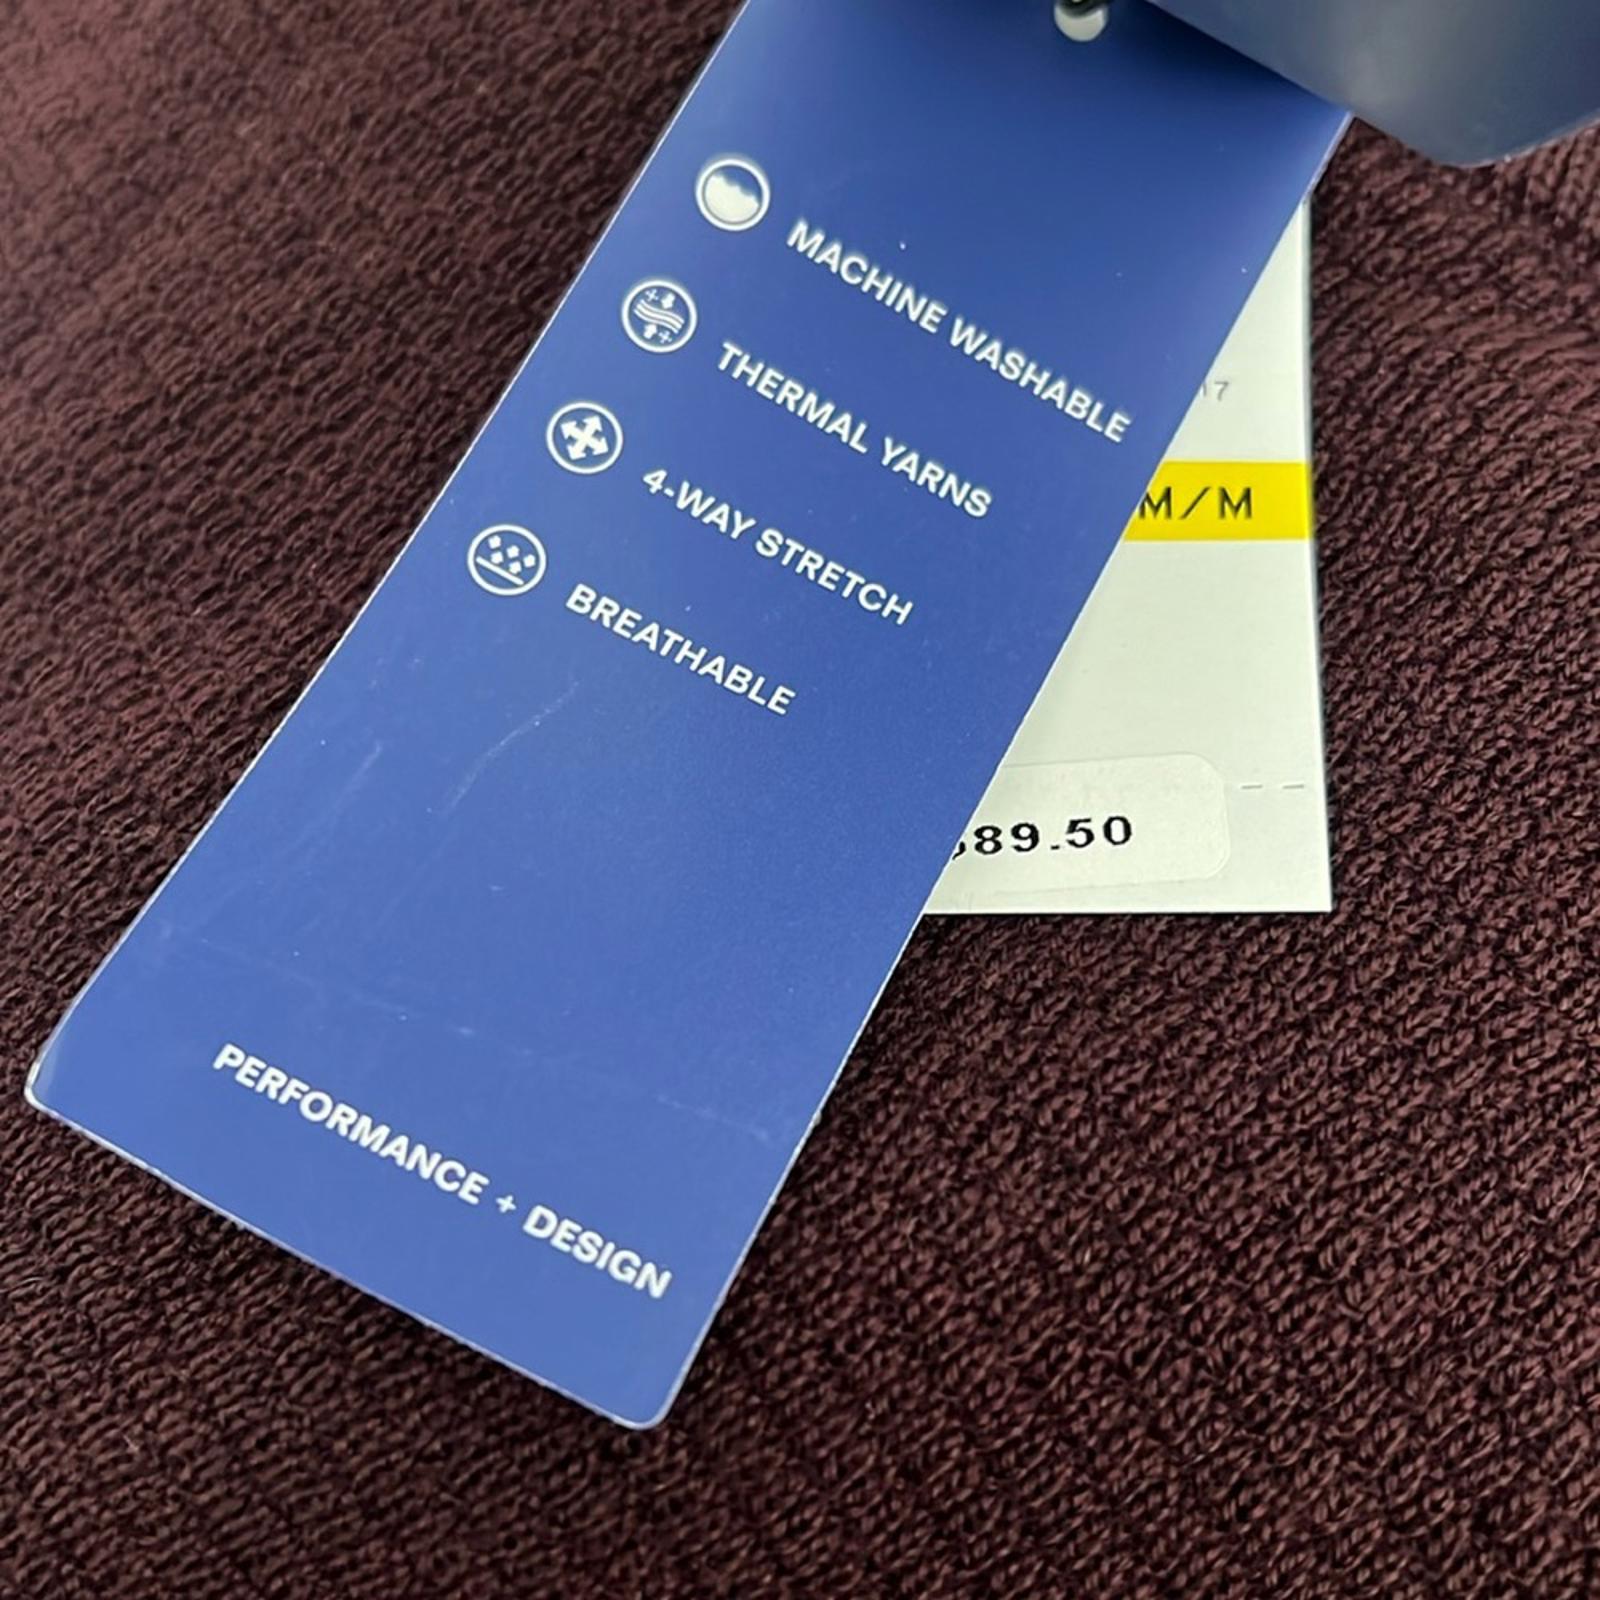 MACHINE WASHABLE
THERMAL YARNS
4-WAY STRETCH
BREATHABLE
PERFORMANCE + DESIGN
M/M
$89.50